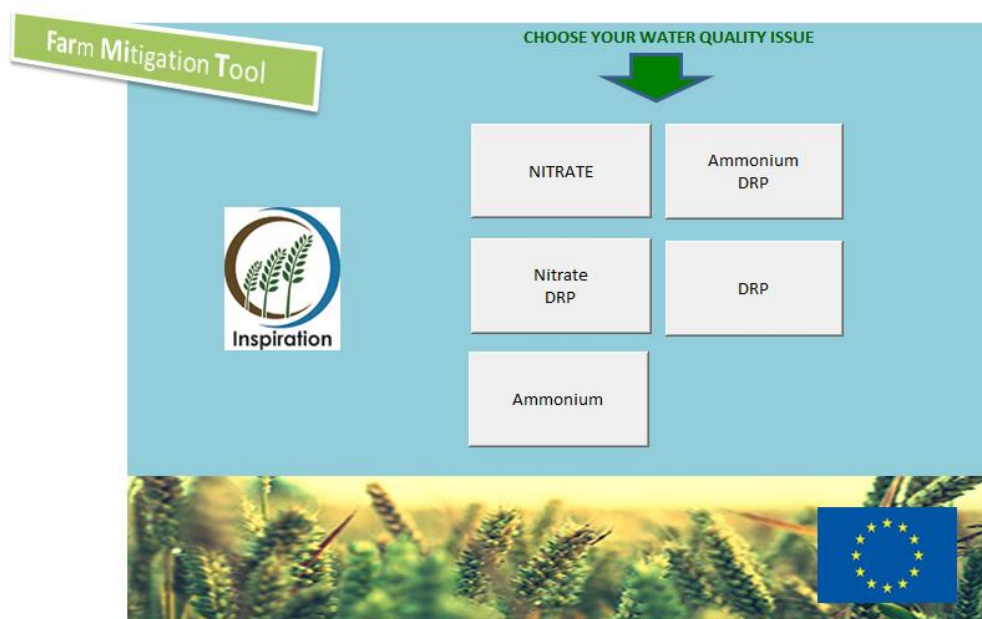 Farm Mitigation Tool
CHOOSE YOUR WATER QUALITY ISSUE
NITRATE
Ammonium
DRP
Nitrate
DRP
DRP
Ammonium
Inspiration